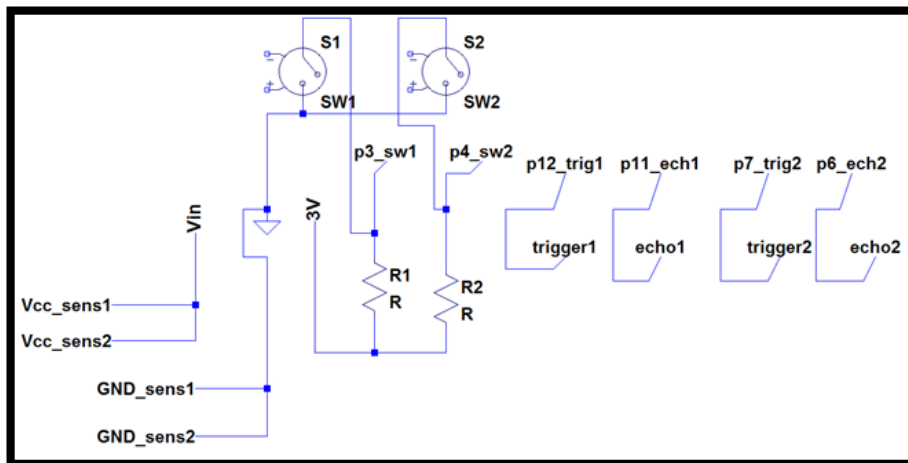 S1
S2
SW1
SW2
p3_sw1
p4_sw2
p12_trig1
p11_ech1
p7_trig2
p6_ech2
Vin
3V
trigger1
echo1
trigger2
echo2
R1
R
R2
R
Vcc_sens1
Vcc_sens2
GND_sens1
GND_sens2